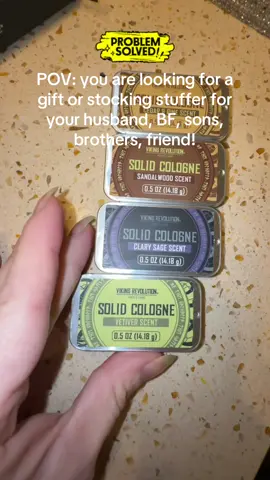 PROBLEM
SOLVED!
POV: you are looking for a
gift or stocking stuffer for
your husband, BF, sons,
brothers, friend!
SOLID COLOGNE
SANDALWOOD SCENT
0.5 OZ (14.18 g)
VIKING REVOLUTION
SOLID COLOGNE
CLARY SAGE SCENT
0.5 OZ (14.18 g)
VIKING REVOLUTION
SOLID COLOGNE
VETIVER SCENT
0.5 OZ (14.18 g)